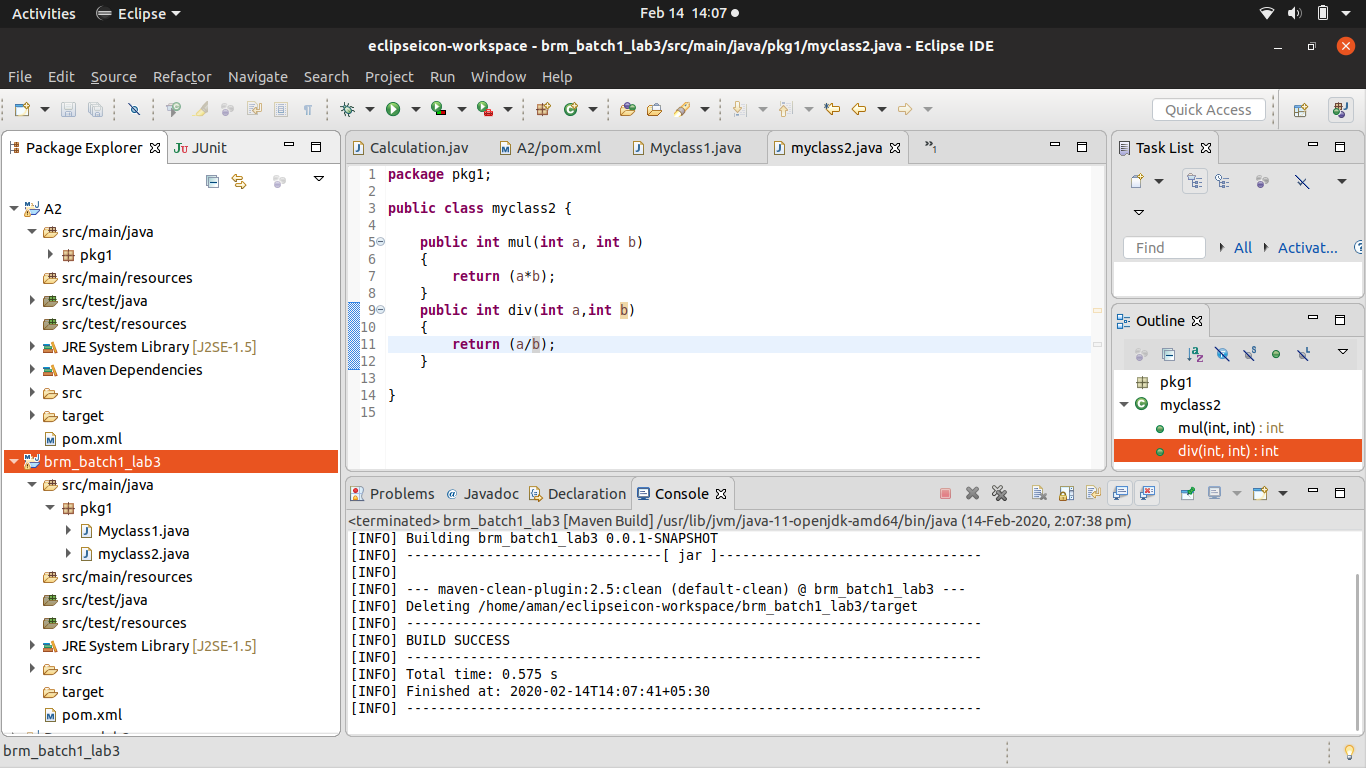 Activities Eclipse Feb 14 14:07
eclipseicon-workspace - brm_batch1_lab3/src/main/java/pkg1/myclass2.java - Eclipse IDE
File Edit Source Refactor Navigate Search Project Run Window Help
Quick Access
Package Explorer JUnit
A2
src/main/java
pkg1
src/main/resources
src/test/java
src/test/resources
JRE System Library [J2SE-1.5]
Maven Dependencies
src
target
pom.xml
brm_batch1_lab3
src/main/java
pkg1
Myclass1.java
myclass2.java
src/main/resources
src/test/java
src/test/resources
JRE System Library [J2SE-1.5]
src
target
pom.xml
Calculation.jav A2/pom.xml Myclass1.java myclass2.java »1
1 package pkg1;
2
3 public class myclass2 {
4
5 public int mul(int a, int b)
6 {
7 return (a*b);
8 }
9 public int div(int a,int b)
10 {
11 return (a/b);
12 }
13
14 }
15
Task List
Find All Activat...
Outline
pkg1
myclass2
mul(int, int) : int
div(int, int) : int
Problems Javadoc Declaration Console
<terminated> brm_batch1_lab3 [Maven Build] /usr/lib/jvm/java-11-openjdk-amd64/bin/java (14-Feb-2020, 2:07:38 pm)
[INFO] Building brm_batch1_lab3 0.0.1-SNAPSHOT
[INFO] --------------------------------[ jar ]---------------------------------
[INFO]
[INFO] --- maven-clean-plugin:2.5:clean (default-clean) @ brm_batch1_lab3 ---
[INFO] Deleting /home/aman/eclipseicon-workspace/brm_batch1_lab3/target
[INFO] ------------------------------------------------------------------------
[INFO] BUILD SUCCESS
[INFO] ------------------------------------------------------------------------
[INFO] Total time: 0.575 s
[INFO] Finished at: 2020-02-14T14:07:41+05:30
[INFO] ------------------------------------------------------------------------
brm_batch1_lab3